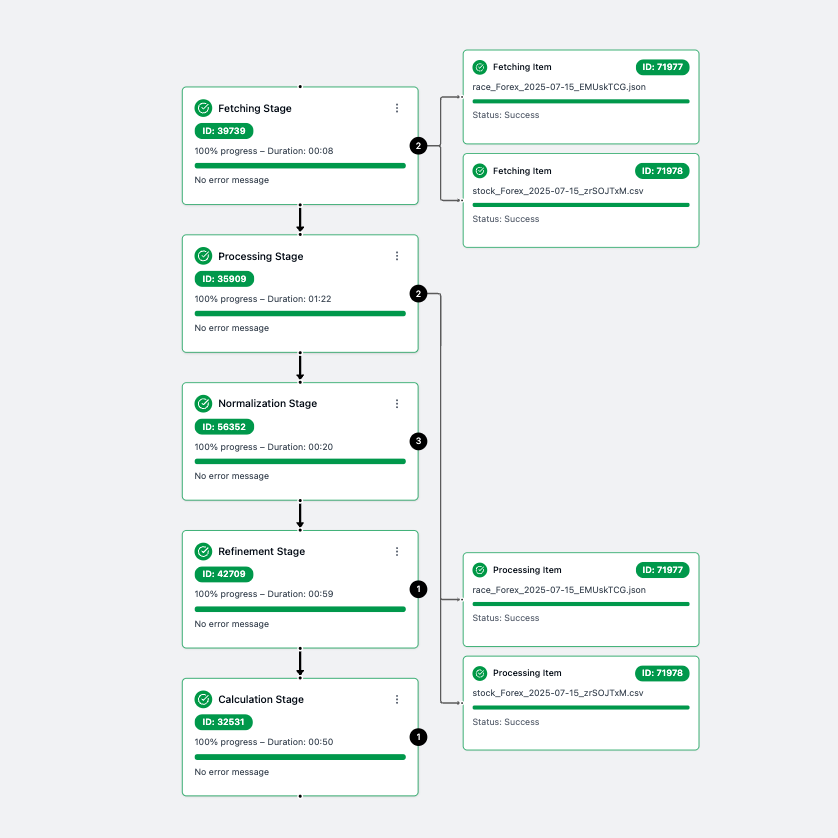 Fetching Stage
ID: 39739
100% progress – Duration: 00:08
No error message
2
Fetching Item
ID: 71977
race_Forex_2025-07-15_EMUskTCG.json
Status: Success
Fetching Item
ID: 71978
stock_Forex_2025-07-15_zrSOJTxM.csv
Status: Success
Processing Stage
ID: 35909
100% progress – Duration: 01:22
No error message
2
Normalization Stage
ID: 56352
100% progress – Duration: 00:20
No error message
3
Refinement Stage
ID: 42709
100% progress – Duration: 00:59
No error message
1
Processing Item
ID: 71977
race_Forex_2025-07-15_EMUskTCG.json
Status: Success
Processing Item
ID: 71978
stock_Forex_2025-07-15_zrSOJTxM.csv
Status: Success
Calculation Stage
ID: 32531
100% progress – Duration: 00:50
No error message
1